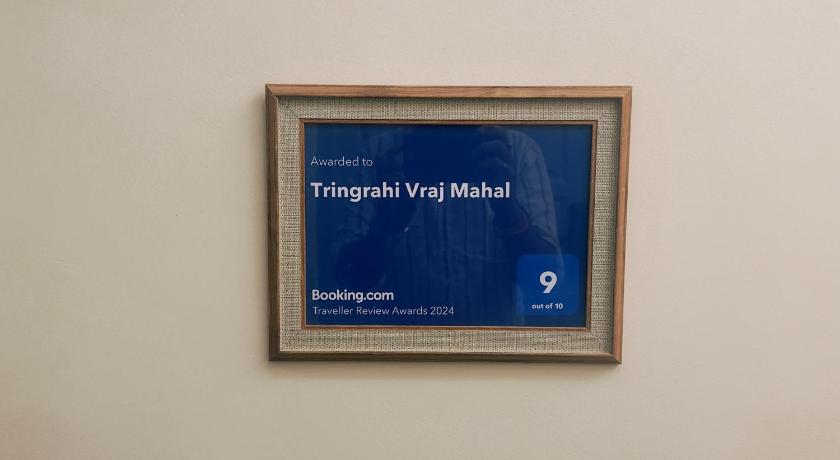 Awarded to
Tringrahi Vraj Mahal
9
out of 10
Booking.com
Traveller Review Awards 2024